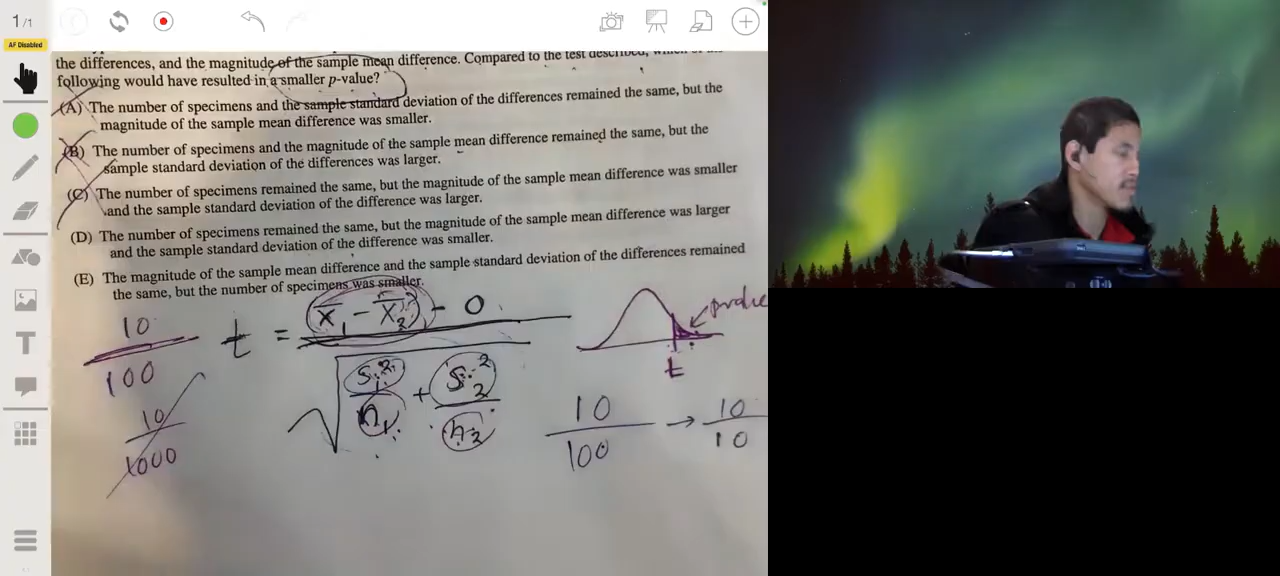 1/1
AF Disabled
the differences, and the magnitude of the sample mean difference. Compared to the test described, which of the
following would have resulted in a smaller p-value?
(A) The number of specimens and the sample standard deviation of the differences remained the same, but the
magnitude of the sample mean difference was smaller.
(B) The number of specimens and the magnitude of the sample mean difference remained the same, but the
sample standard deviation of the differences was larger.
(C) The number of specimens remained the same, but the magnitude of the sample mean difference was smaller
and the sample standard deviation of the difference was larger.
(D) The number of specimens remained the same, but the magnitude of the sample mean difference was larger
and the sample standard deviation of the difference was smaller.
(E) The magnitude of the sample mean difference and the sample standard deviation of the differences remained
the same, but the number of specimens was smaller.
10
100
10
1000
t = (x̄₁ - x̄₂) - 0
√ S₁²/n₁ + S₂²/n₂
t
10/100 → 10/10
T